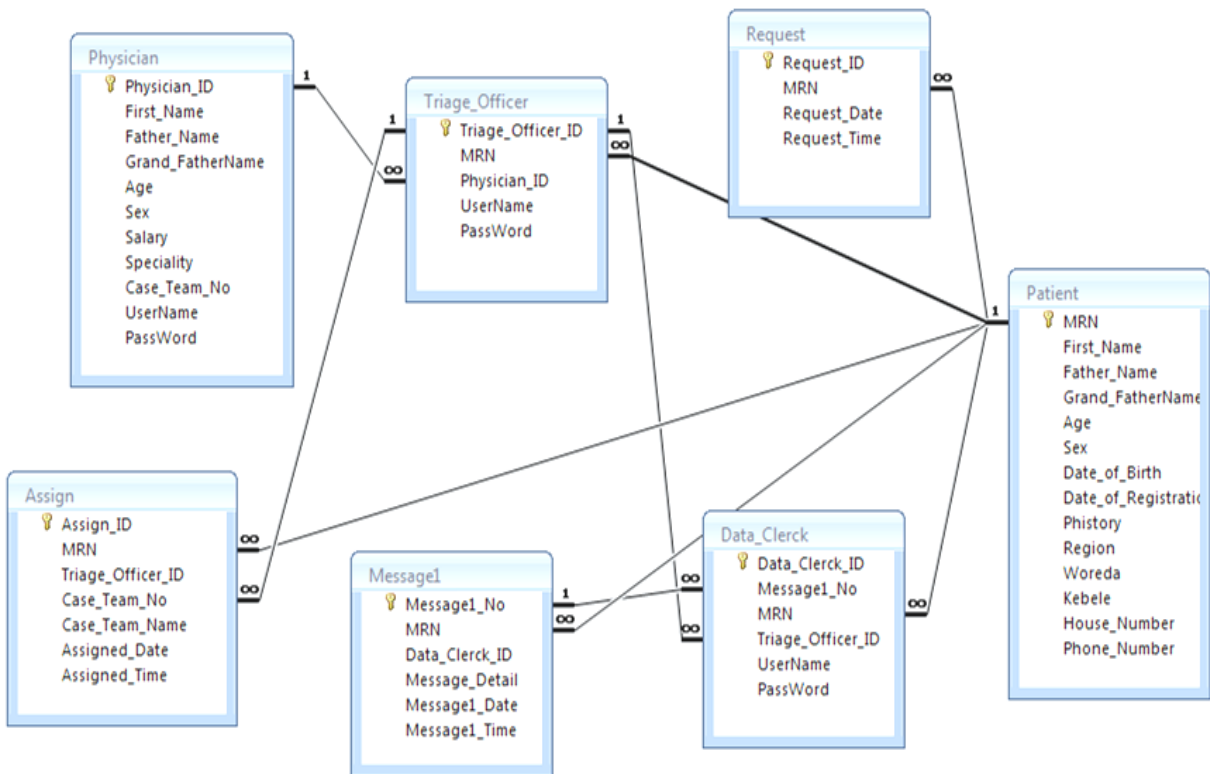 Physician
Physician_ID
First_Name
Father_Name
Grand_FatherName
Age
Sex
Salary
Speciality
Case_Team_No
UserName
PassWord
1
∞
1
Triage_Officer
Triage_Officer_ID
MRN
Physician_ID
UserName
PassWord
1
∞
Request
Request_ID
MRN
Request_Date
Request_Time
∞
1
Patient
MRN
First_Name
Father_Name
Grand_FatherName
Age
Sex
Date_of_Birth
Date_of_Registratio
Phistory
Region
Woreda
Kebele
House_Number
Phone_Number
Assign
Assign_ID
MRN
Triage_Officer_ID
Case_Team_No
Case_Team_Name
Assigned_Date
Assigned_Time
∞
∞
Message1
Message1_No
MRN
Data_Clerck_ID
Message_Detail
Message1_Date
Message1_Time
1
∞
∞
∞
Data_Clerck
Data_Clerck_ID
Message1_No
MRN
Triage_Officer_ID
UserName
PassWord
∞